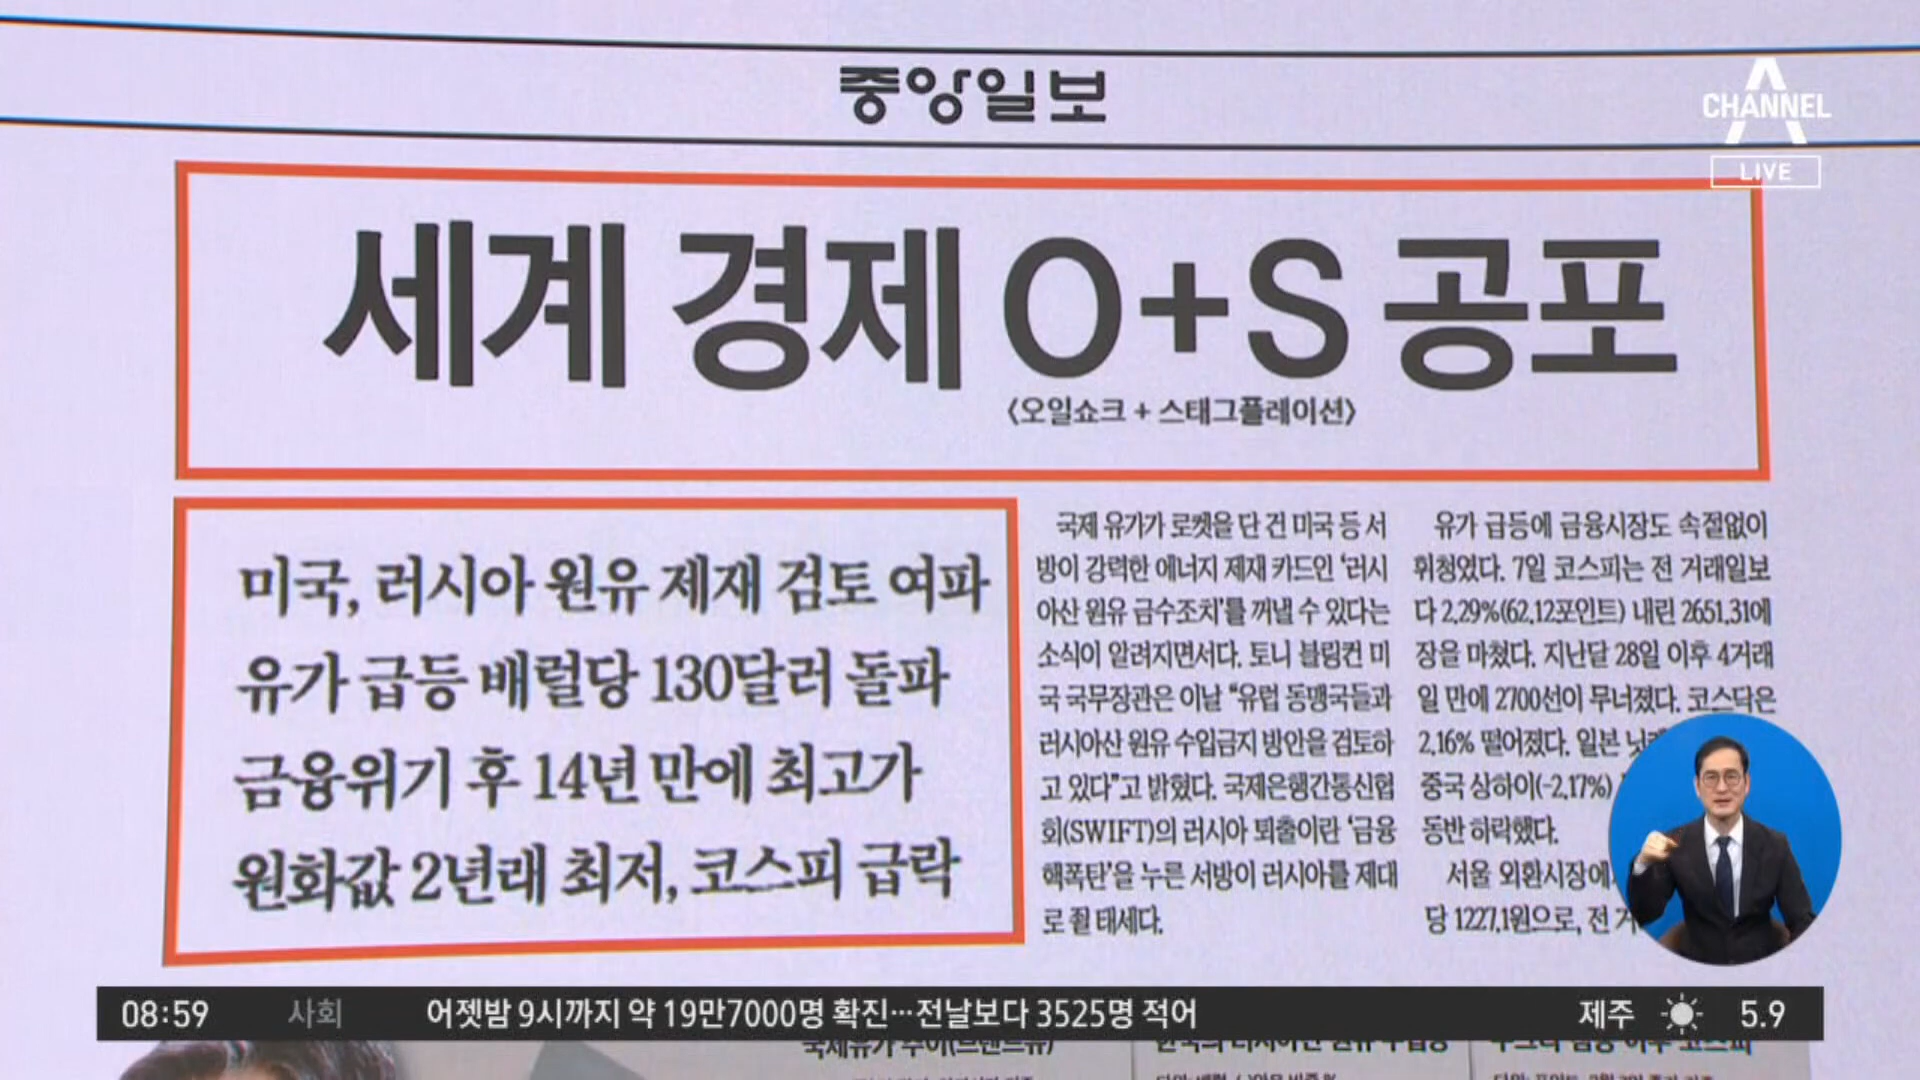 중앙일보
CHANNEL A
LIVE
세계 경제 O+S 공포
〈오일쇼크 + 스태그플레이션〉
미국, 러시아 원유 제재 검토 여파
유가 급등 배럴당 130달러 돌파
금융위기 후 14년 만에 최고가
원화값 2년래 최저, 코스피 급락
국제 유가가 로켓을 단 건 미국 등 서
방이 강력한 에너지 제재 카드인 ‘러시
아산 원유 금수조치’를 꺼낼 수 있다는
소식이 알려지면서다. 토니 블링컨 미
국 국무장관은 이날 “유럽 동맹국들과
러시아산 원유 수입금지 방안을 검토하
고 있다”고 밝혔다. 국제은행간통신협
회(SWIFT)의 러시아 퇴출이란 ‘금융
핵폭탄’을 누른 서방이 러시아를 제대
로 죌 태세다.
유가 급등에 금융시장도 속절없이
휘청였다. 7일 코스피는 전 거래일보
다 2.29%(62.12포인트) 내린 2651.31에
장을 마쳤다. 지난달 28일 이후 4거래
일 만에 2700선이 무너졌다. 코스닥은
2.16% 떨어졌다. 일본
중국 상하이(-2.17%)
동반 하락했다.
서울 외환시장에
당 1227.1원으로, 전
08:59 사회 어젯밤 9시까지 약 19만7000명 확진…전날보다 3525명 적어 제주 5.9
국제유가 추이(브렌트유)